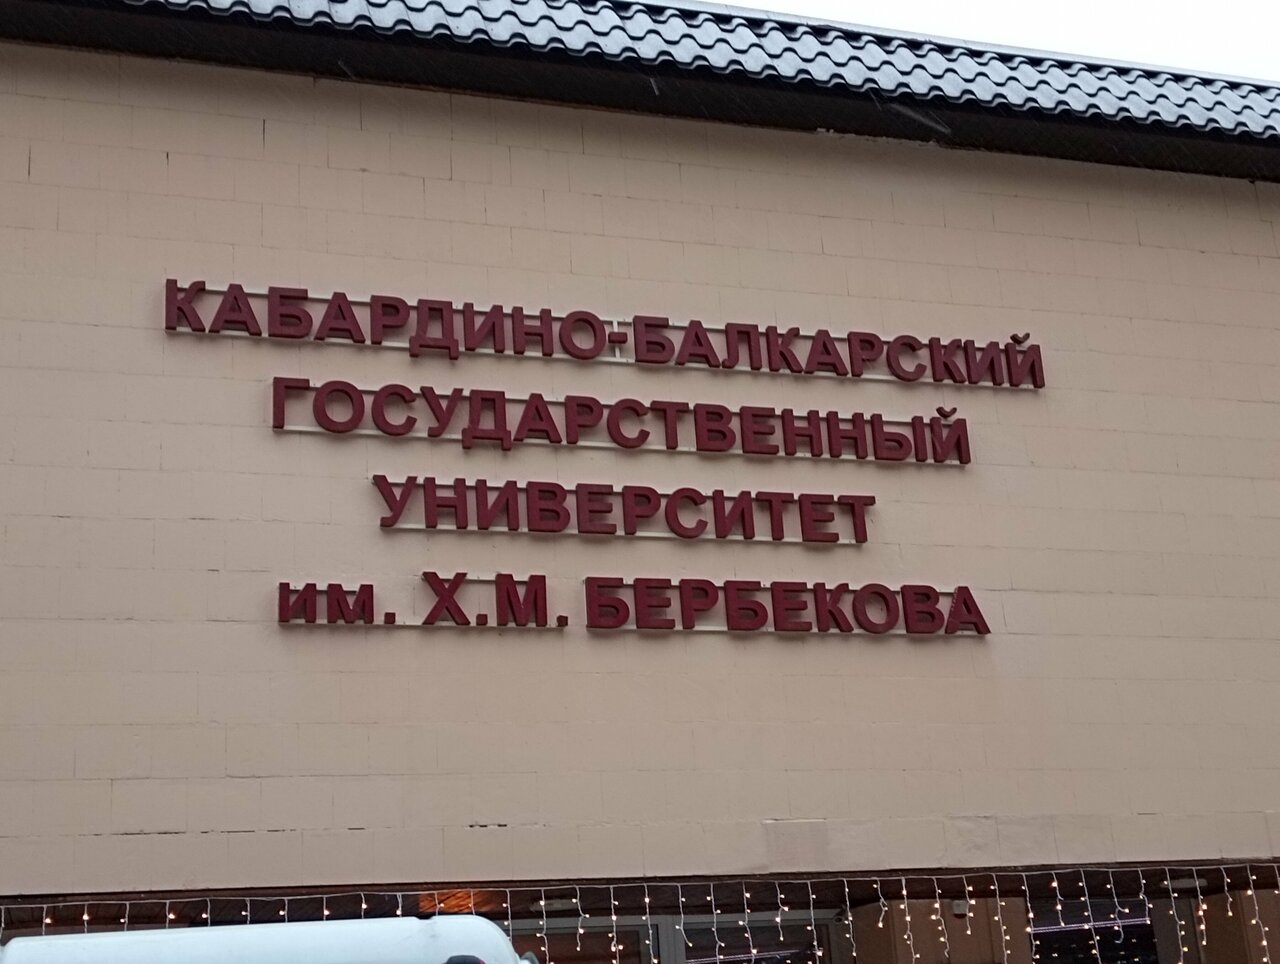 КАБАРДИНО-БАЛКАРСКИЙ
ГОСУДАРСТВЕННЫЙ
УНИВЕРСИТЕТ
им. Х.М. БЕРБЕКОВА